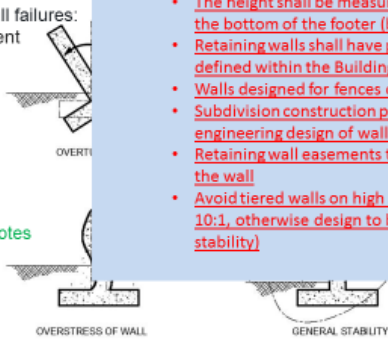 ll failures:
ent
The height shall be measu
the bottom of the footer (
Retaining walls shall have
defined within the Building
Walls designed for fences
Subdivision construction p
engineering design of wall
Retaining wall easements
the wall
Avoid tiered walls on high
10:1, otherwise design to
stability)
OVERTU
otes
OVERSTRESS OF WALL
GENERAL STABILITY